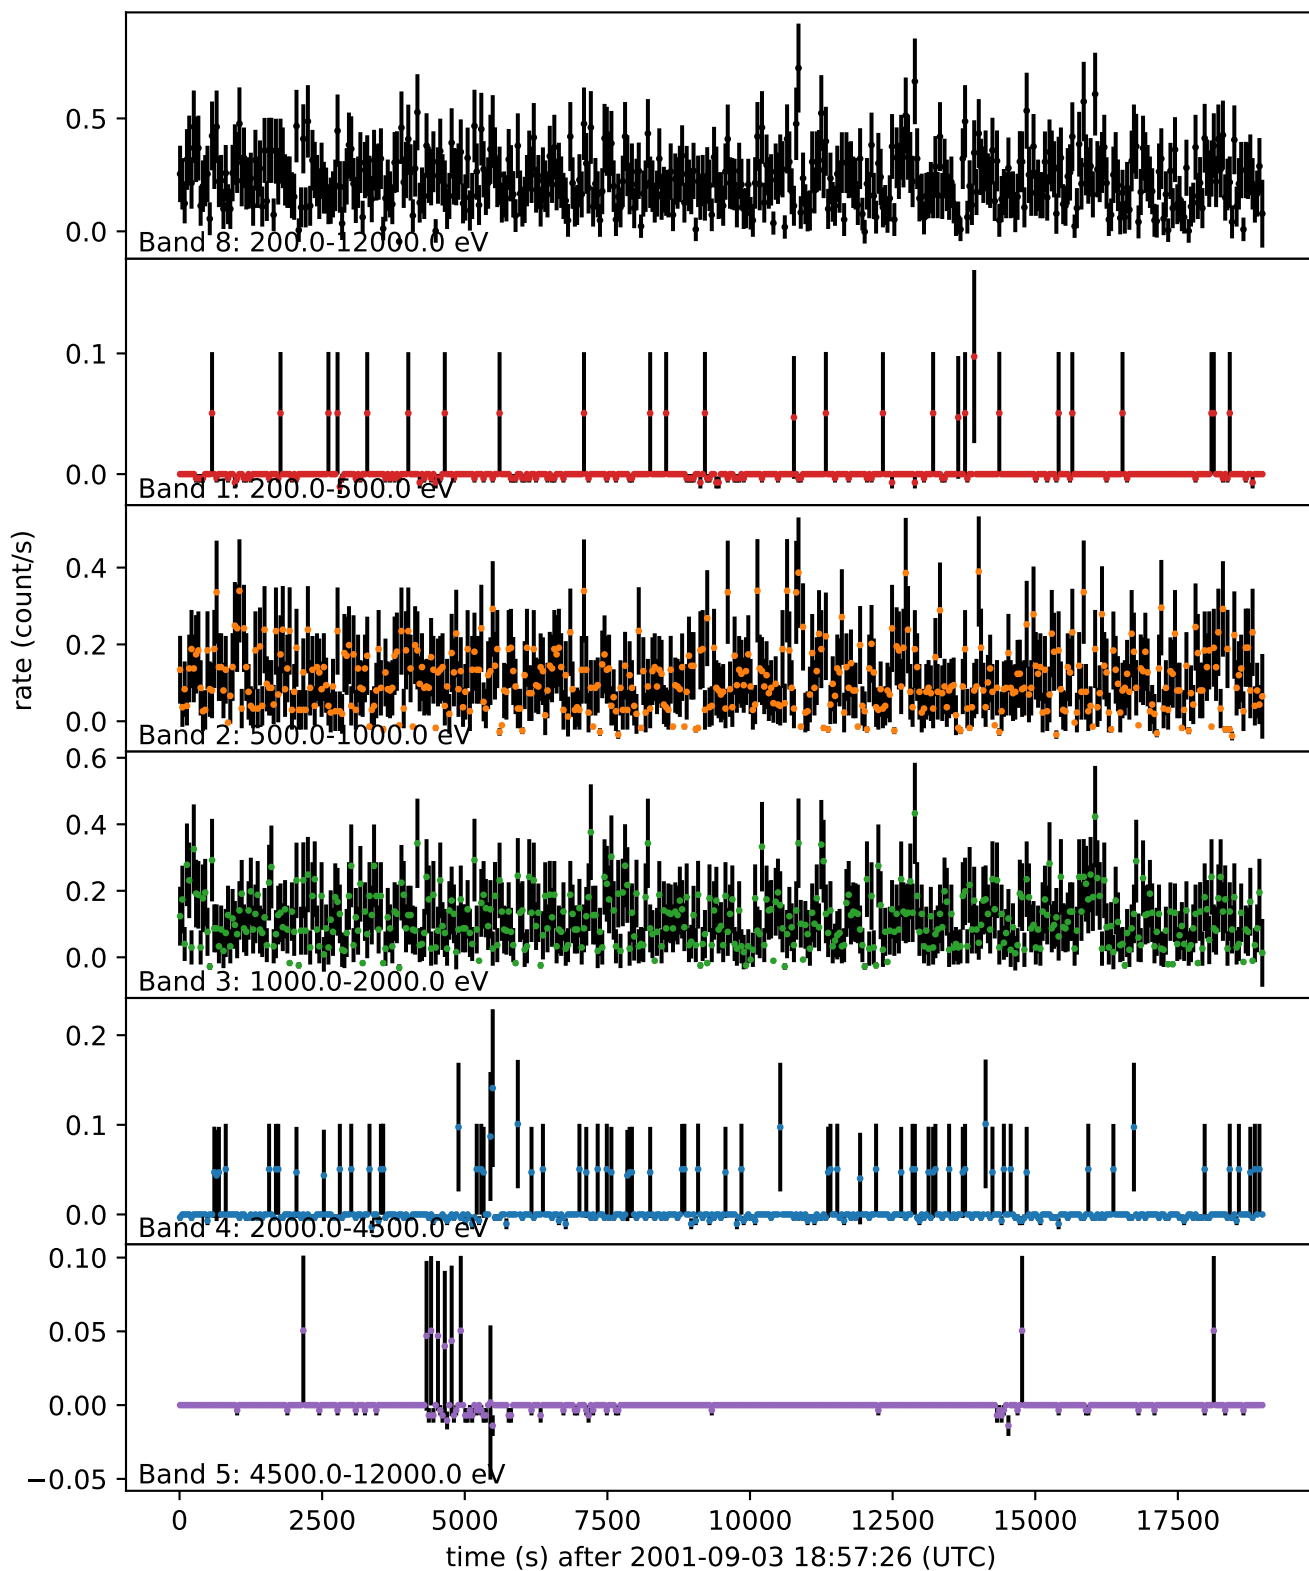 0.5
0.0
Band 8: 200.0-12000.0 eV
0.1
0.0
Band 1: 200.0-500.0 eV
rate (count/s)
0.4
0.2
0.0
Band 2: 500.0-1000.0 eV
0.6
0.4
0.2
0.0
Band 3: 1000.0-2000.0 eV
0.2
0.1
0.0
Band 4: 2000.0-4500.0 eV
0.10
0.05
0.00
−0.05
Band 5: 4500.0-12000.0 eV
0 2500 5000 7500 10000 12500 15000 17500
time (s) after 2001-09-03 18:57:26 (UTC)